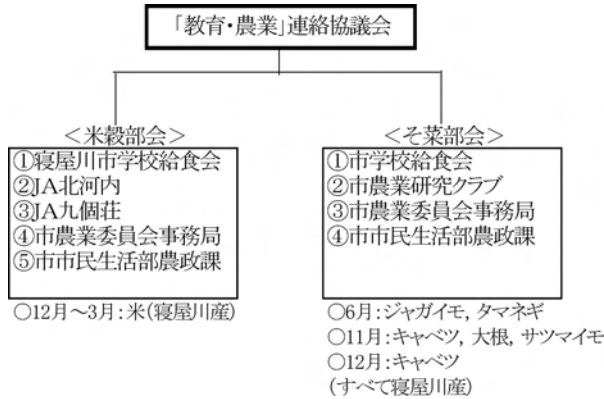 「教育・農業」連絡協議会
＜米穀部会＞
①寝屋川市学校給食会
②JA北河内
③JA九個荘
④市農業委員会事務局
⑤市市民生活部農政課
○12月～3月：米(寝屋川産)
＜そ菜部会＞
①市学校給食会
②市農業研究クラブ
③市農業委員会事務局
④市市民生活部農政課
○6月：ジャガイモ, タマネギ
○11月：キャベツ, 大根, サツマイモ
○12月：キャベツ
(すべて寝屋川産)